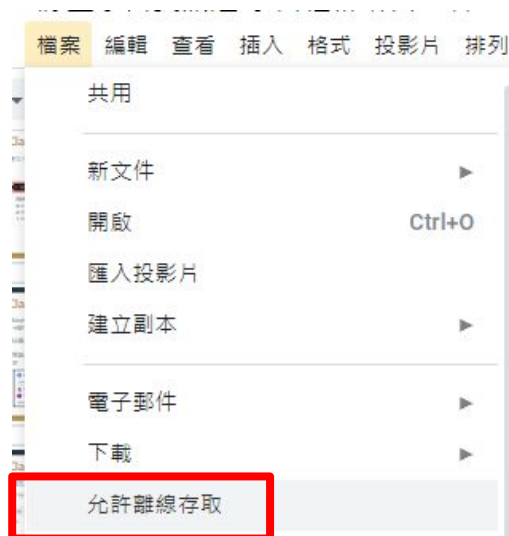 檔案 編輯 查看 插入 格式 投影片 排列
共用
新文件
開啟 Ctrl+O
匯入投影片
建立副本
電子郵件
下載
允許離線存取